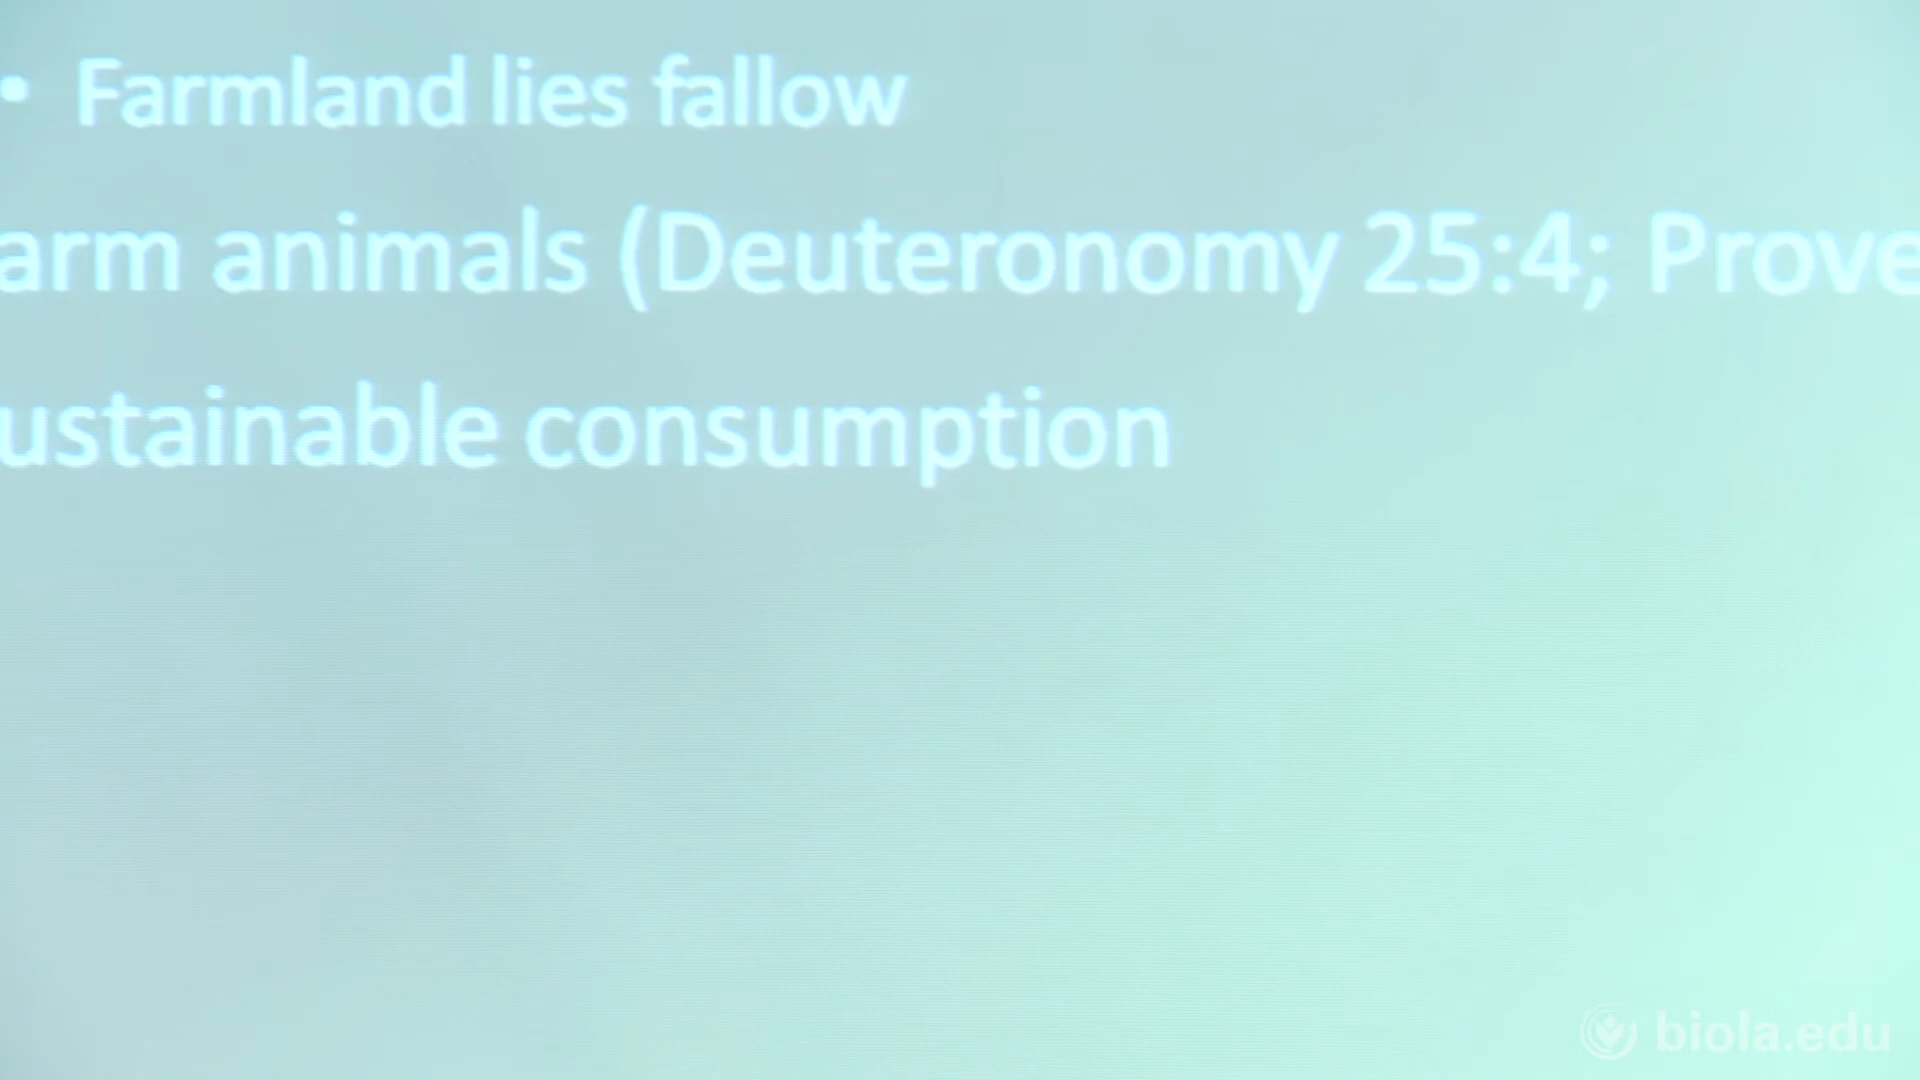 • Farmland lies fallow
arm animals (Deuteronomy 25:4; Prove
ustainable consumption
biola.edu